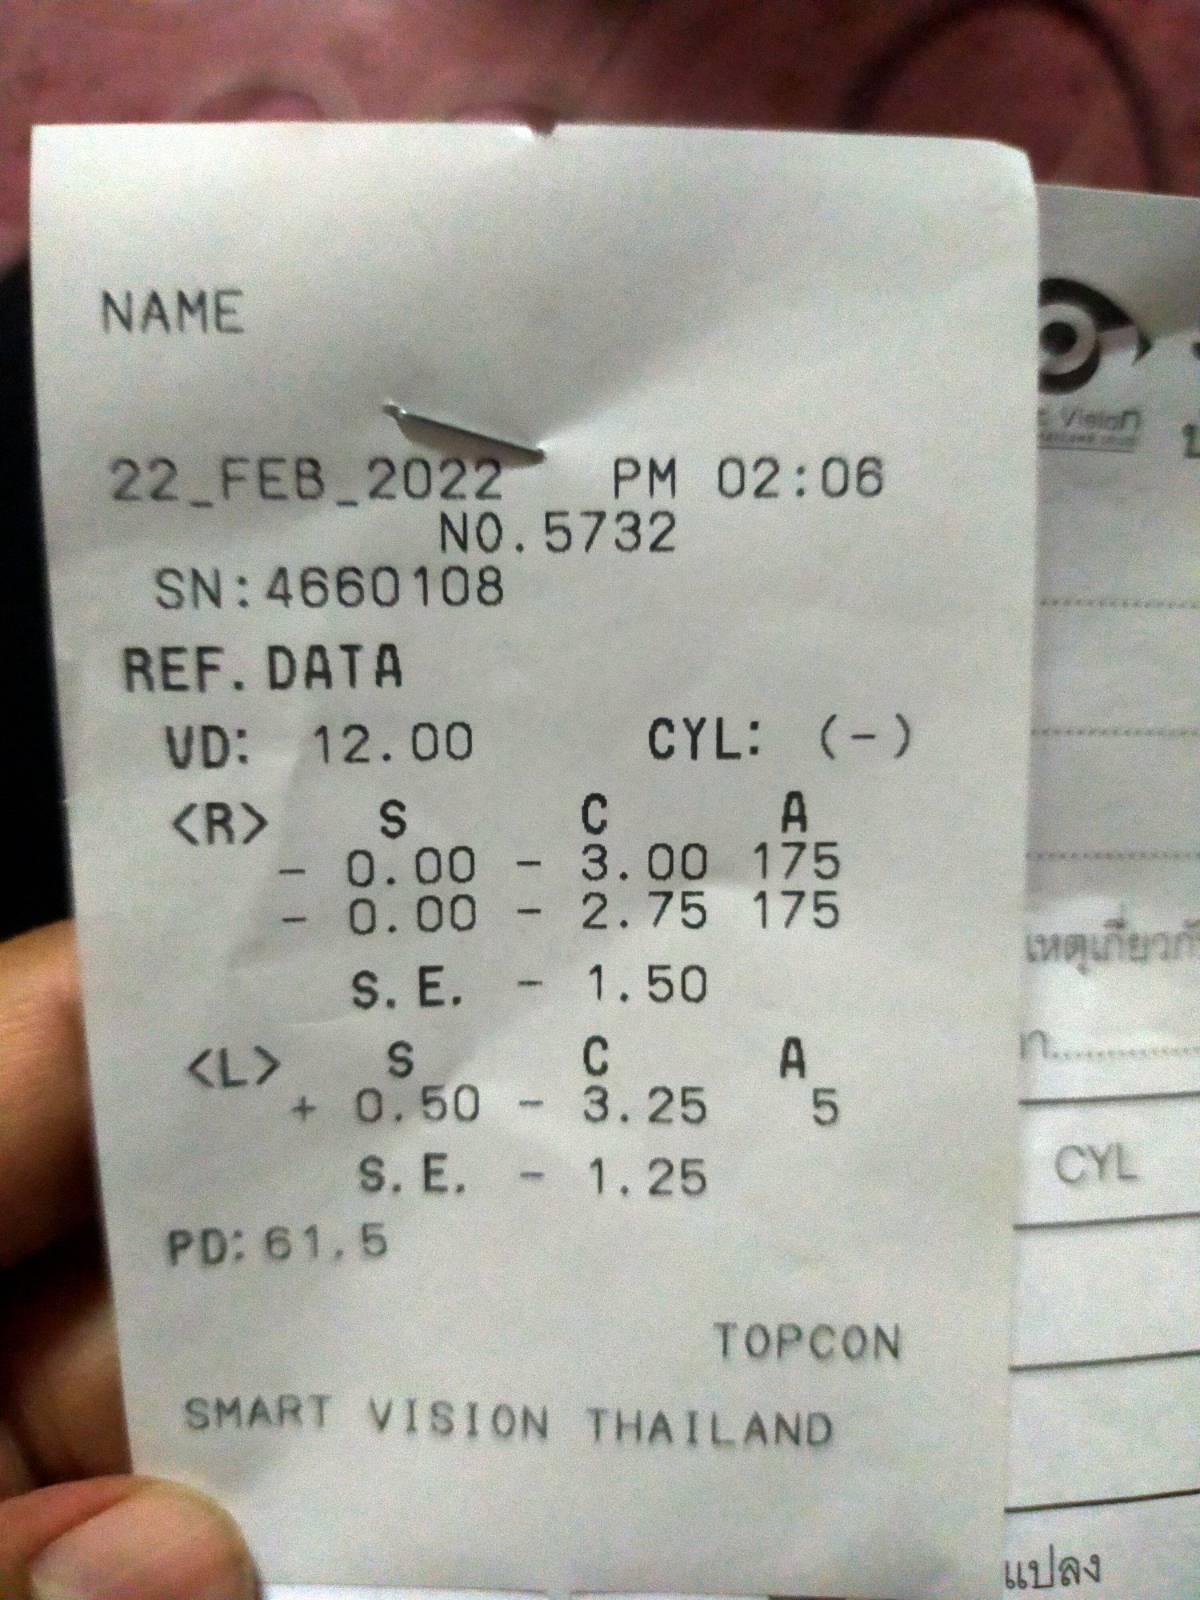 NAME
22_FEB_2022 PM 02:06
NO.5732
SN:4660108
REF.DATA
VD: 12.00 CYL: (-)
<R> S C A
- 0.00 - 3.00 175
- 0.00 - 2.75 175
S.E. - 1.50
<L> S C A
+ 0.50 - 3.25 5
S.E. - 1.25
PD:61.5
TOPCON
SMART VISION THAILAND
Vision
CYL
แปลง